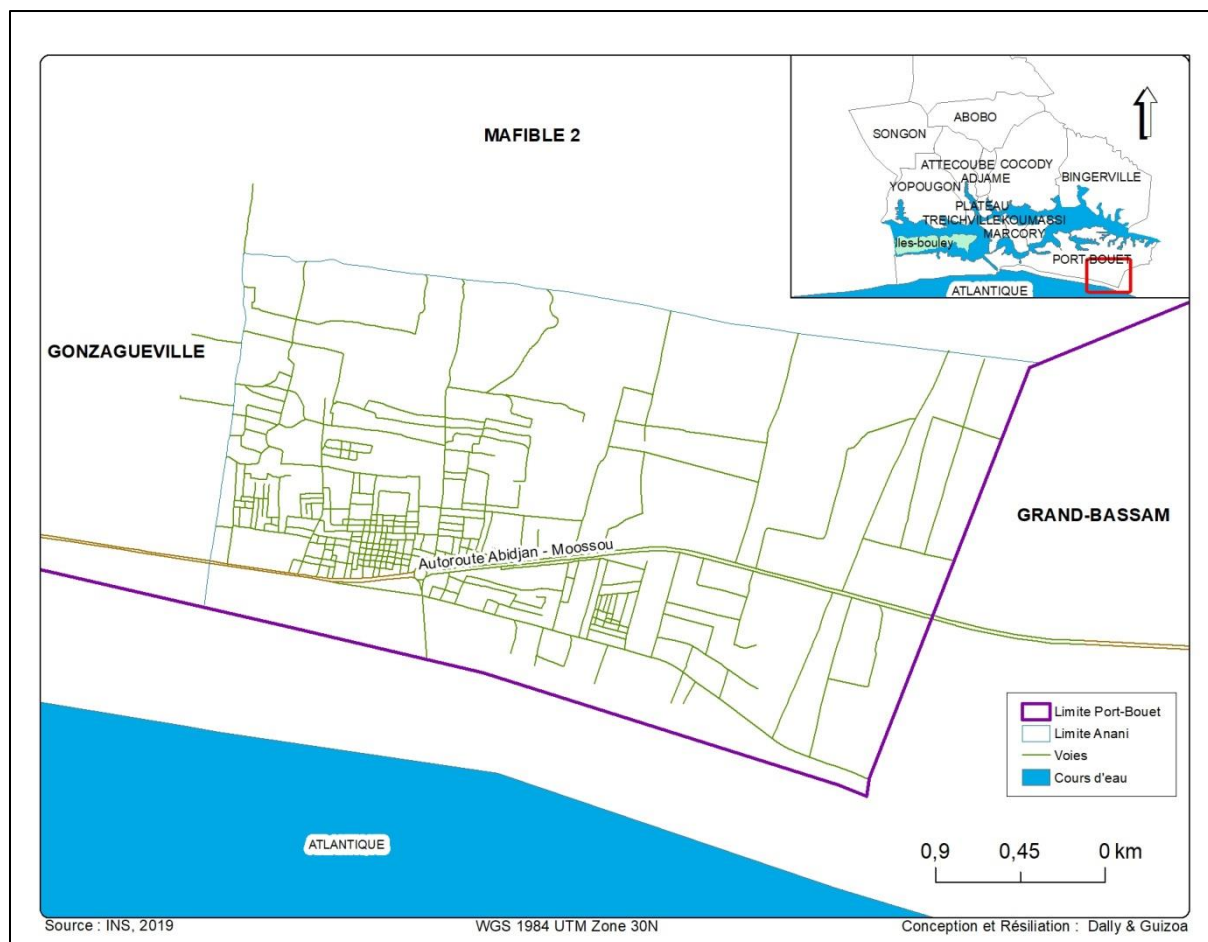 MAFIBLE 2
SONGON
ABOBO
ATTECOUBE
COCODY
ADJAME
BINGERVILLE
YOPOUGON
PLATEAU
TREICHVILLE KOUMASSI
MARCORY
Iles-bouley
PORT-BOUET
ATLANTIQUE
GONZAGUEVILLE
GRAND-BASSAM
Autoroute Abidjan - Moossou
Limite Port-Bouet
Limite Anani
Voies
Cours d'eau
ATLANTIQUE
0,9 0,45 0 km
Source : INS, 2019 WGS 1984 UTM Zone 30N Conception et Résiliation : Dally & Guizoa